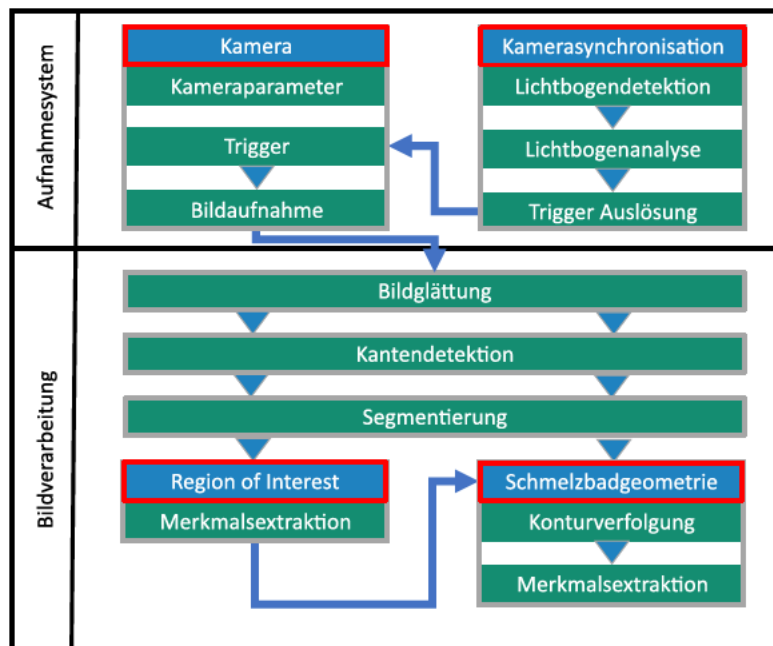 Aufnahmesystem
Kamera
Kameraparameter
Trigger
Bildaufnahme
Kamerasynchronisation
Lichtbogendetektion
Lichtbogenanalyse
Trigger Auslösung
Bildverarbeitung
Bildglättung
Kantendetektion
Segmentierung
Region of Interest
Merkmalsextraktion
Schmelzbadgeometrie
Konturverfolgung
Merkmalsextraktion